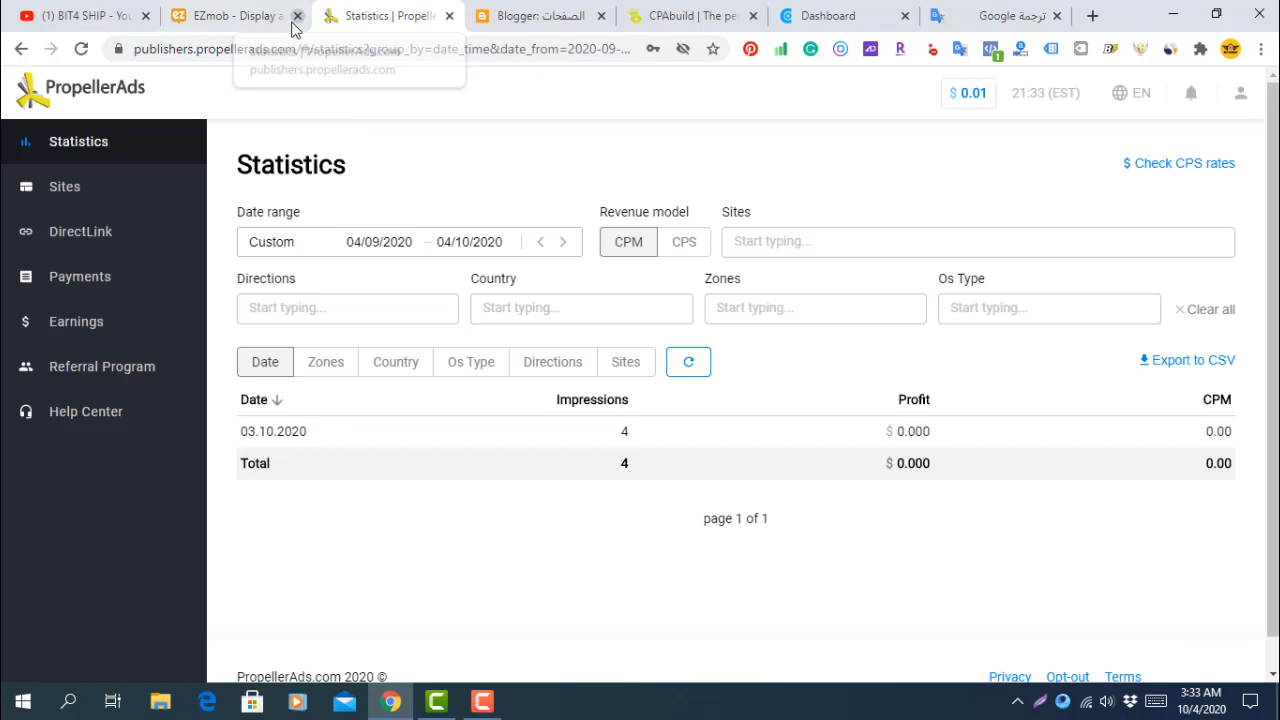 (1) BIT4 SHIP - You
EZmob - Display a
Statistics | Propelle
Blogger: الصفحات
CPAbuild | The pe
Dashboard
ترجمة Google
publishers.propellerads.com/#/statistics?group_by=date_time&date_from=2020-09-...
Statistics | PropellerAds.com
publishers.propellerads.com
PropellerAds
$ 0.01
21:33 (EST)
EN
Statistics
Sites
DirectLink
Payments
Earnings
Referral Program
Help Center
Statistics
$ Check CPS rates
Date range
Revenue model
Sites
Custom 04/09/2020 – 04/10/2020
CPM
CPS
Start typing...
Directions
Country
Zones
Os Type
Start typing...
Start typing...
Start typing...
Start typing...
Clear all
Date
Zones
Country
Os Type
Directions
Sites
Export to CSV
Date Impressions Profit CPM
03.10.2020 4 $ 0.000 0.00
Total 4 $ 0.000 0.00
page 1 of 1
PropellerAds.com 2020 ©
Privacy
Opt-out
Terms
3:33 AM
10/4/2020